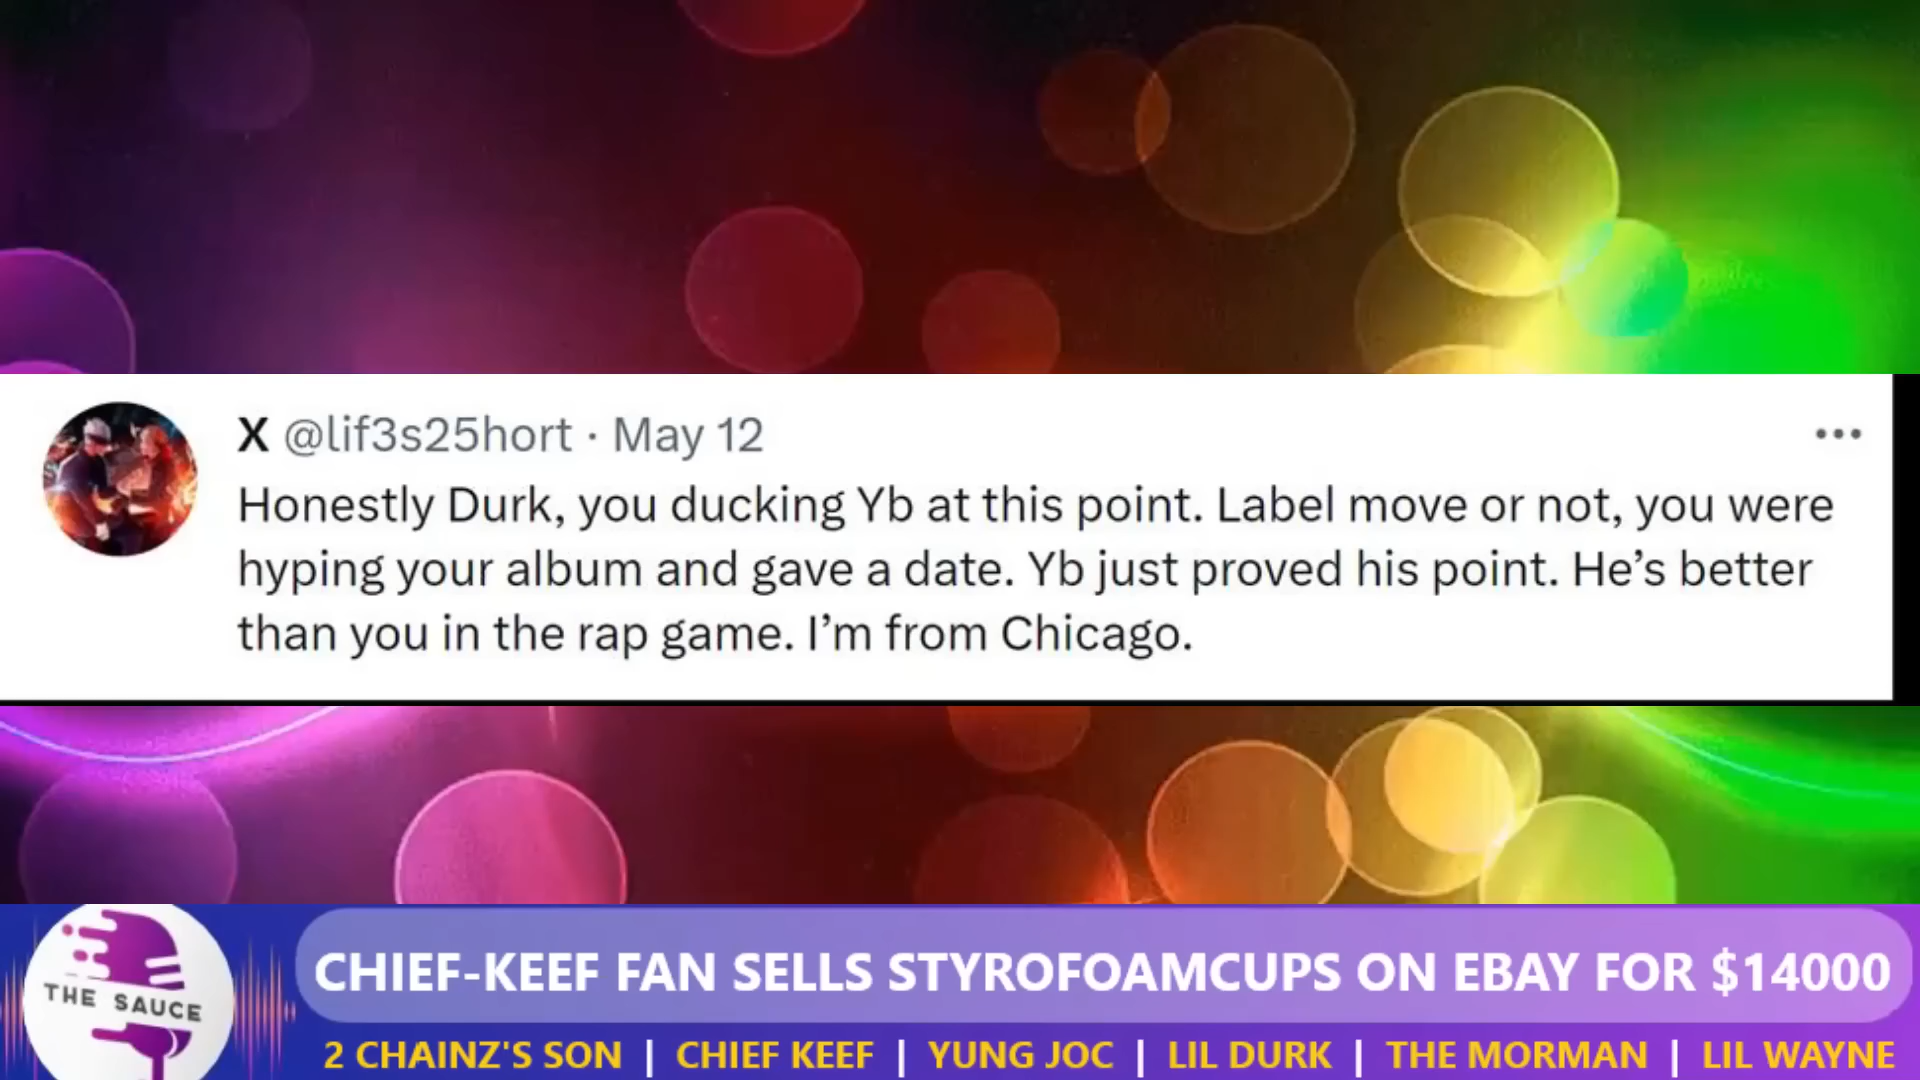 X @lif3s25hort · May 12
Honestly Durk, you ducking Yb at this point. Label move or not, you were
hyping your album and gave a date. Yb just proved his point. He’s better
than you in the rap game. I’m from Chicago.
THE SAUCE
CHIEF-KEEF FAN SELLS STYROFOAMCUPS ON EBAY FOR $14000
2 CHAINZ'S SON | CHIEF KEEF | YUNG JOC | LIL DURK | THE MORMAN | LIL WAYNE